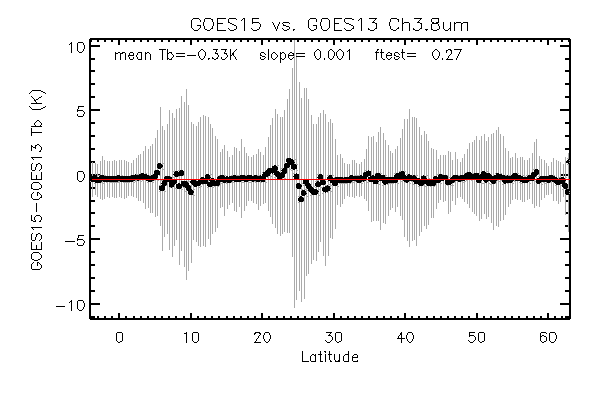 GOES15 vs. GOES13 Ch3.8um
mean Tb=-0.33K slope= 0.001 ftest= 0.27
10
5
0
-5
-10
GOES15-GOES13 Tb (K)
0 10 20 30 40 50 60
Latitude